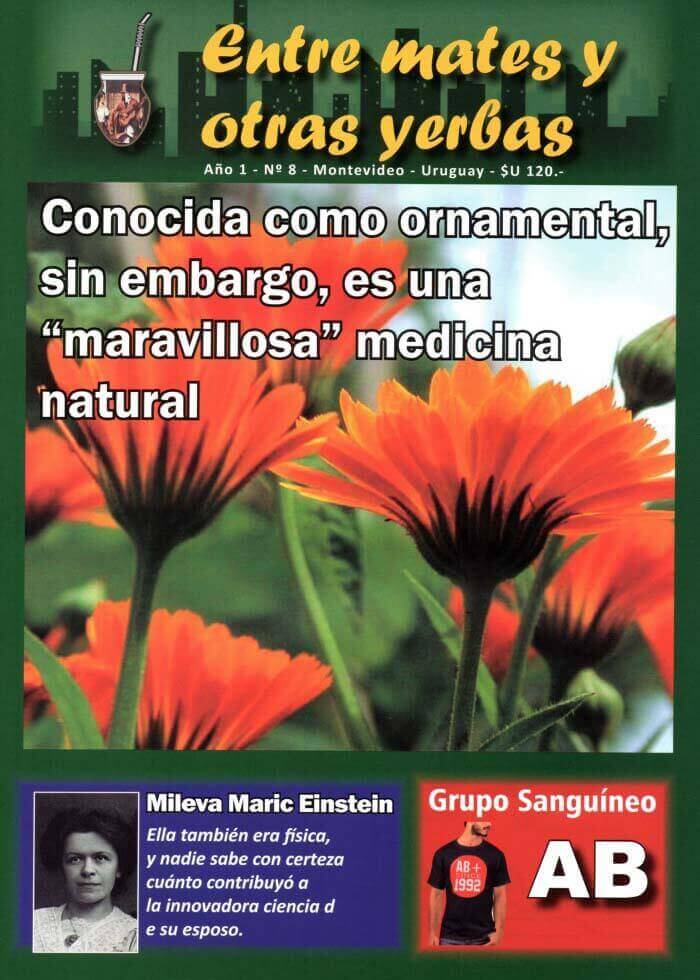 Entre mates y
otras yerbas
Año 1 - Nº 8 - Montevideo - Uruguay - $U 120.-
Conocida como ornamental,
sin embargo, es una
“maravillosa” medicina
natural
Mileva Maric Einstein
Ella también era física,
y nadie sabe con certeza
cuánto contribuyó a
la innovadora ciencia d
e su esposo.
Grupo Sanguíneo
AB+
SINCE
1992
AB